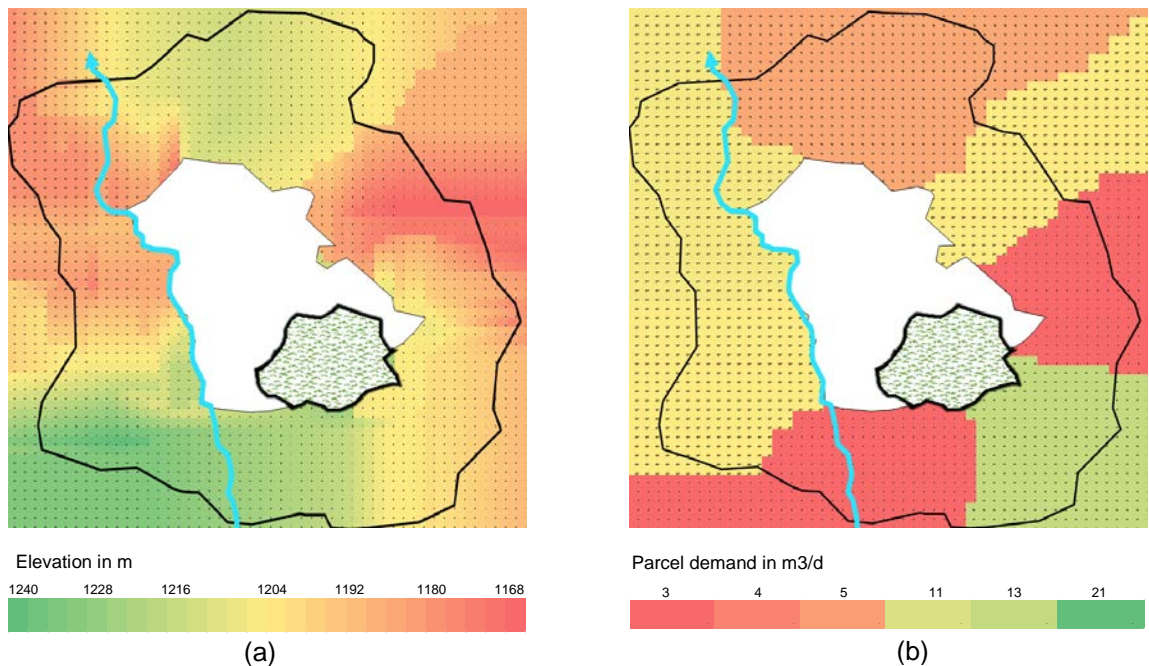 Elevation in m
1240 1228 1216 1204 1192 1180 1168
(a)
Parcel demand in m3/d
3 4 5 11 13 21
(b)